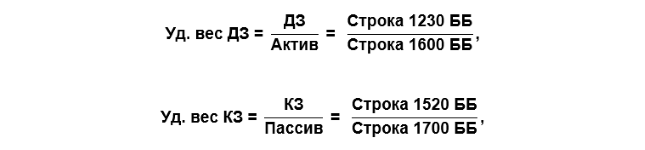 Уд. вес ДЗ = ДЗ / Актив = Строка 1230 ББ / Строка 1600 ББ,
Уд. вес КЗ = КЗ / Пассив = Строка 1520 ББ / Строка 1700 ББ,